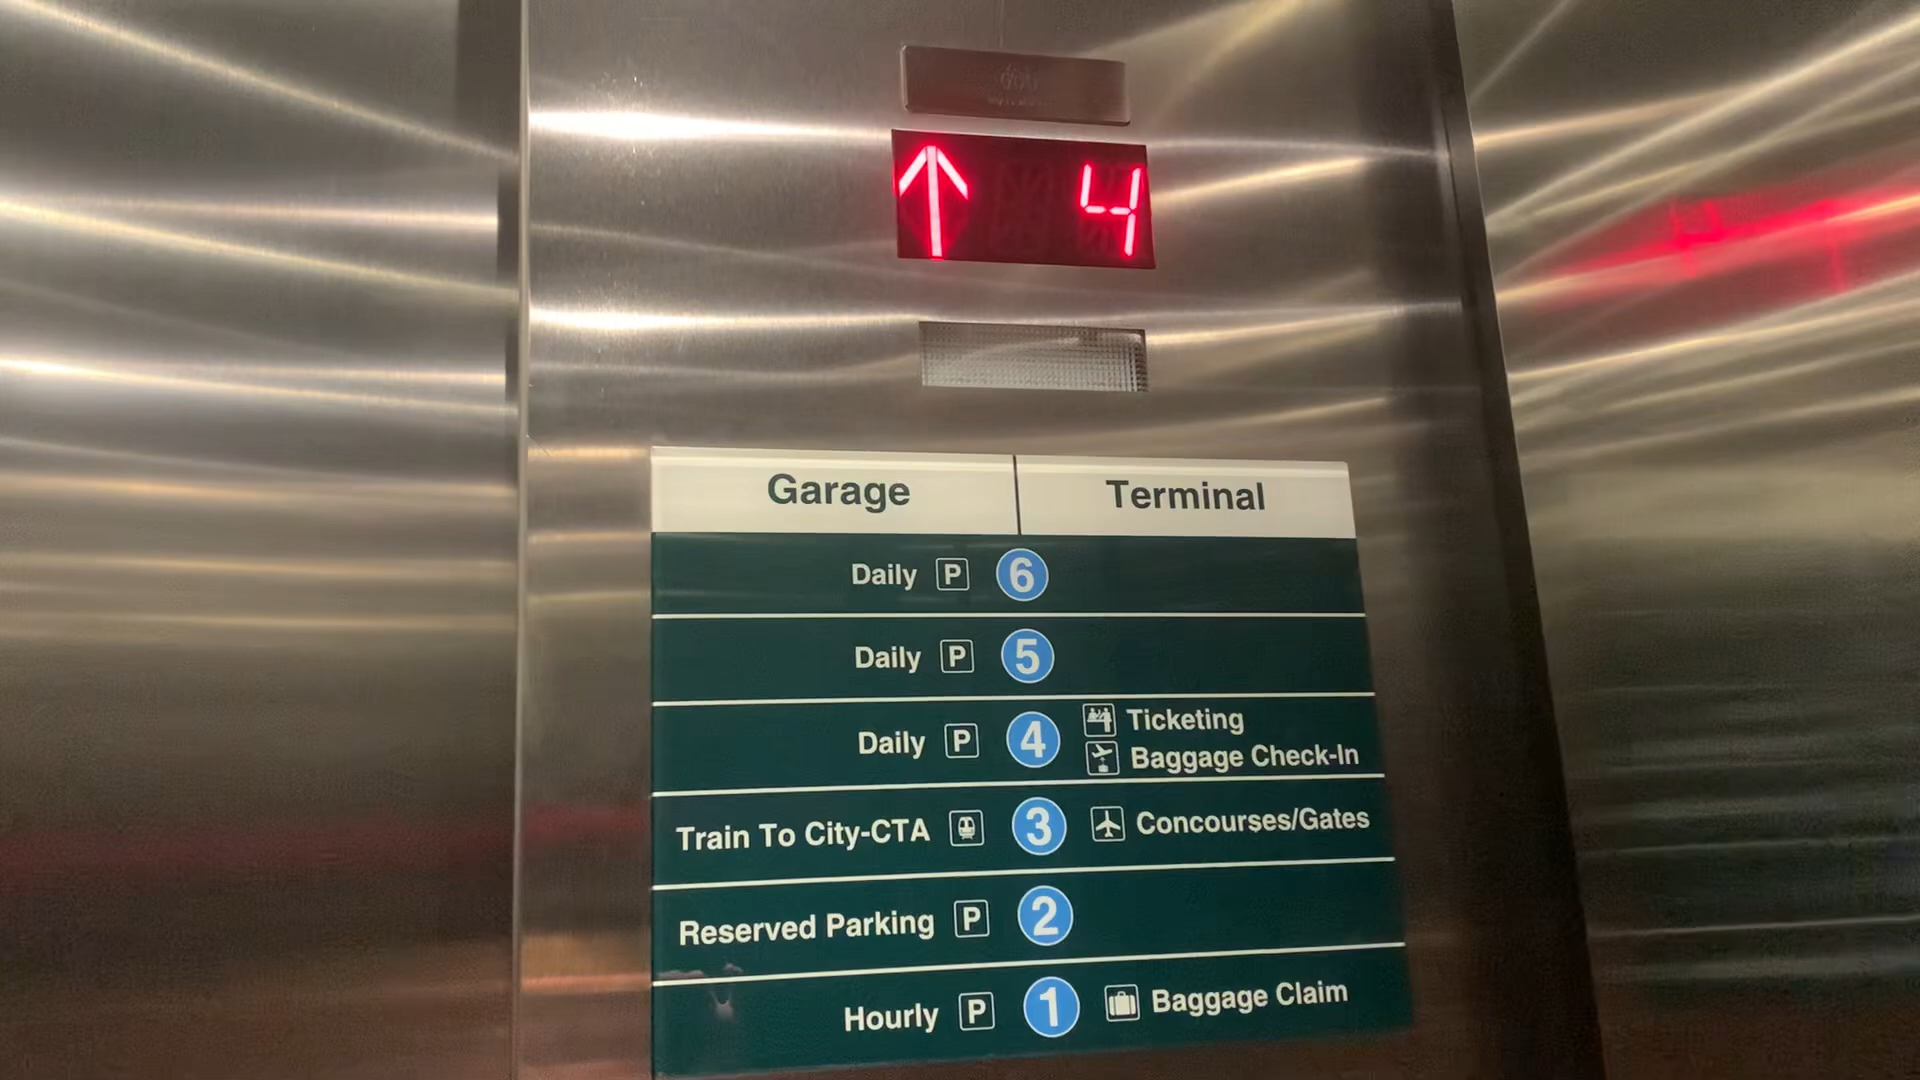 4
Garage Terminal
Daily P 6
Daily P 5
Daily P 4 Ticketing
Baggage Check-In
Train To City-CTA 3 Concourses/Gates
Reserved Parking P 2
Hourly P 1 Baggage Claim